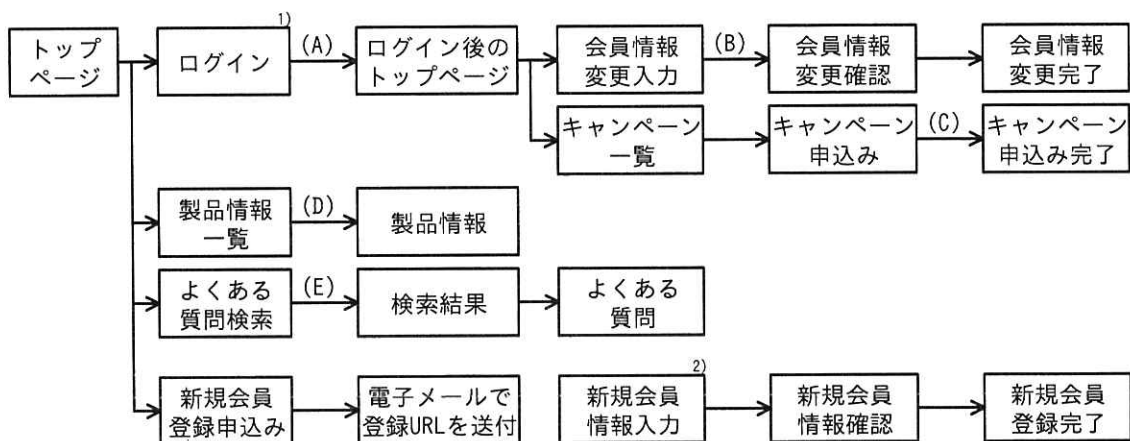 1)
トップ
ページ
ログイン
(A)
ログイン後の
トップページ
会員情報
変更入力
(B)
会員情報
変更確認
会員情報
変更完了
キャンペーン
一覧
キャンペーン
申込み
(C)
キャンペーン
申込み完了
製品情報
一覧
(D)
製品情報
よくある
質問検索
(E)
検索結果
よくある
質問
新規会員
登録申込み
電子メールで
登録URLを送付
2)
新規会員
情報入力
新規会員
情報確認
新規会員
登録完了